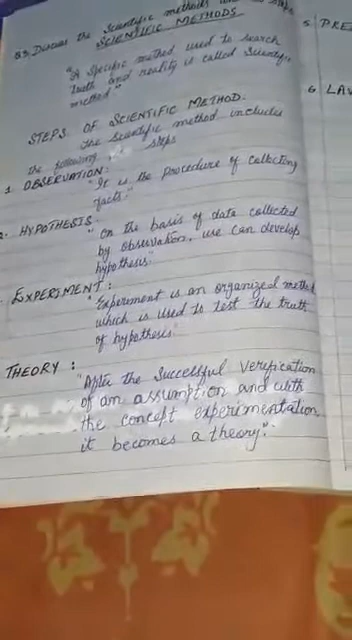 Discuss the Scientific methods steps
SCIENTIFIC METHODS
"A Specific method used to search
truth and reality is called Scientific
method"
STEPS OF SCIENTIFIC METHOD:
the Scientific method includes
the following steps
1. OBSERVATION:
"It is the procedure of collecting
facts."
2. HYPOTHESIS:
"on the basis of data collected
by observation, we can develop
hypothesis"
EXPERIMENT:
"Experiment is an organized method
which is used to test the truth
of hypothesis"
THEORY:
"After the successful verification
of an assumption and with
the concept experimentation
it becomes a theory."
5 PRE
6 LAW